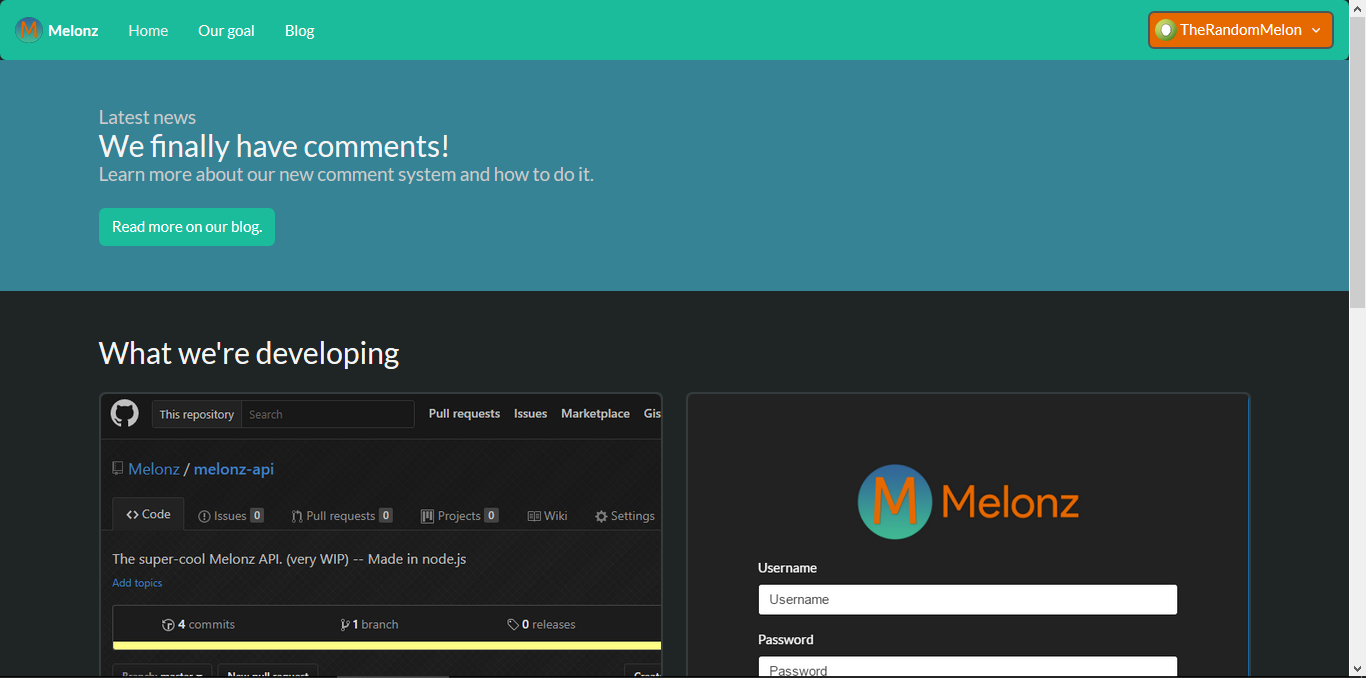 M Melonz Home Our goal Blog TheRandomMelon
Latest news
We finally have comments!
Learn more about our new comment system and how to do it.
Read more on our blog.
What we're developing
This repository Search Pull requests Issues Marketplace Gis
Melonz / melonz-api
<> Code Issues 0 Pull requests 0 Projects 0 Wiki Settings
The super-cool Melonz API. (very WIP) -- Made in node.js
Add topics
4 commits 1 branch 0 releases
Branch: master New pull request Creat
M Melonz
Username
Username
Password
Password